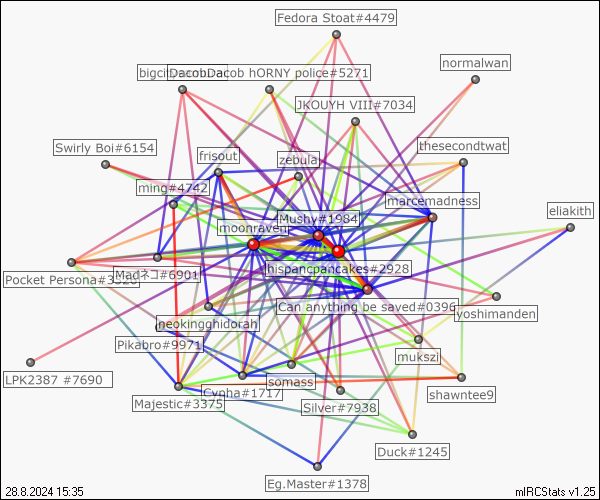 Fedora Stoat#4479
normalwan
DacobDacob hORNY police#5271
JKOUYH VIII#7034
thesecondtwat
Swirly Boi#6154
frisout
zebula
ming#4742
marcemadness
Mushy#1984
eliakith
moonraven
hispancpancakes#2928
Madネコ#6901
Pocket Persona#3320
Can anything be saved#0396
yoshimanden
neokingghidorah
Pikabro#9971
mukszi
LPK2387 #7690
somass
shawntee9
Cynha#1717
Majestic#3375
Silver#7938
Duck#1245
Eg.Master#1378
28.8.2024 15:35
mIRCStats v1.25